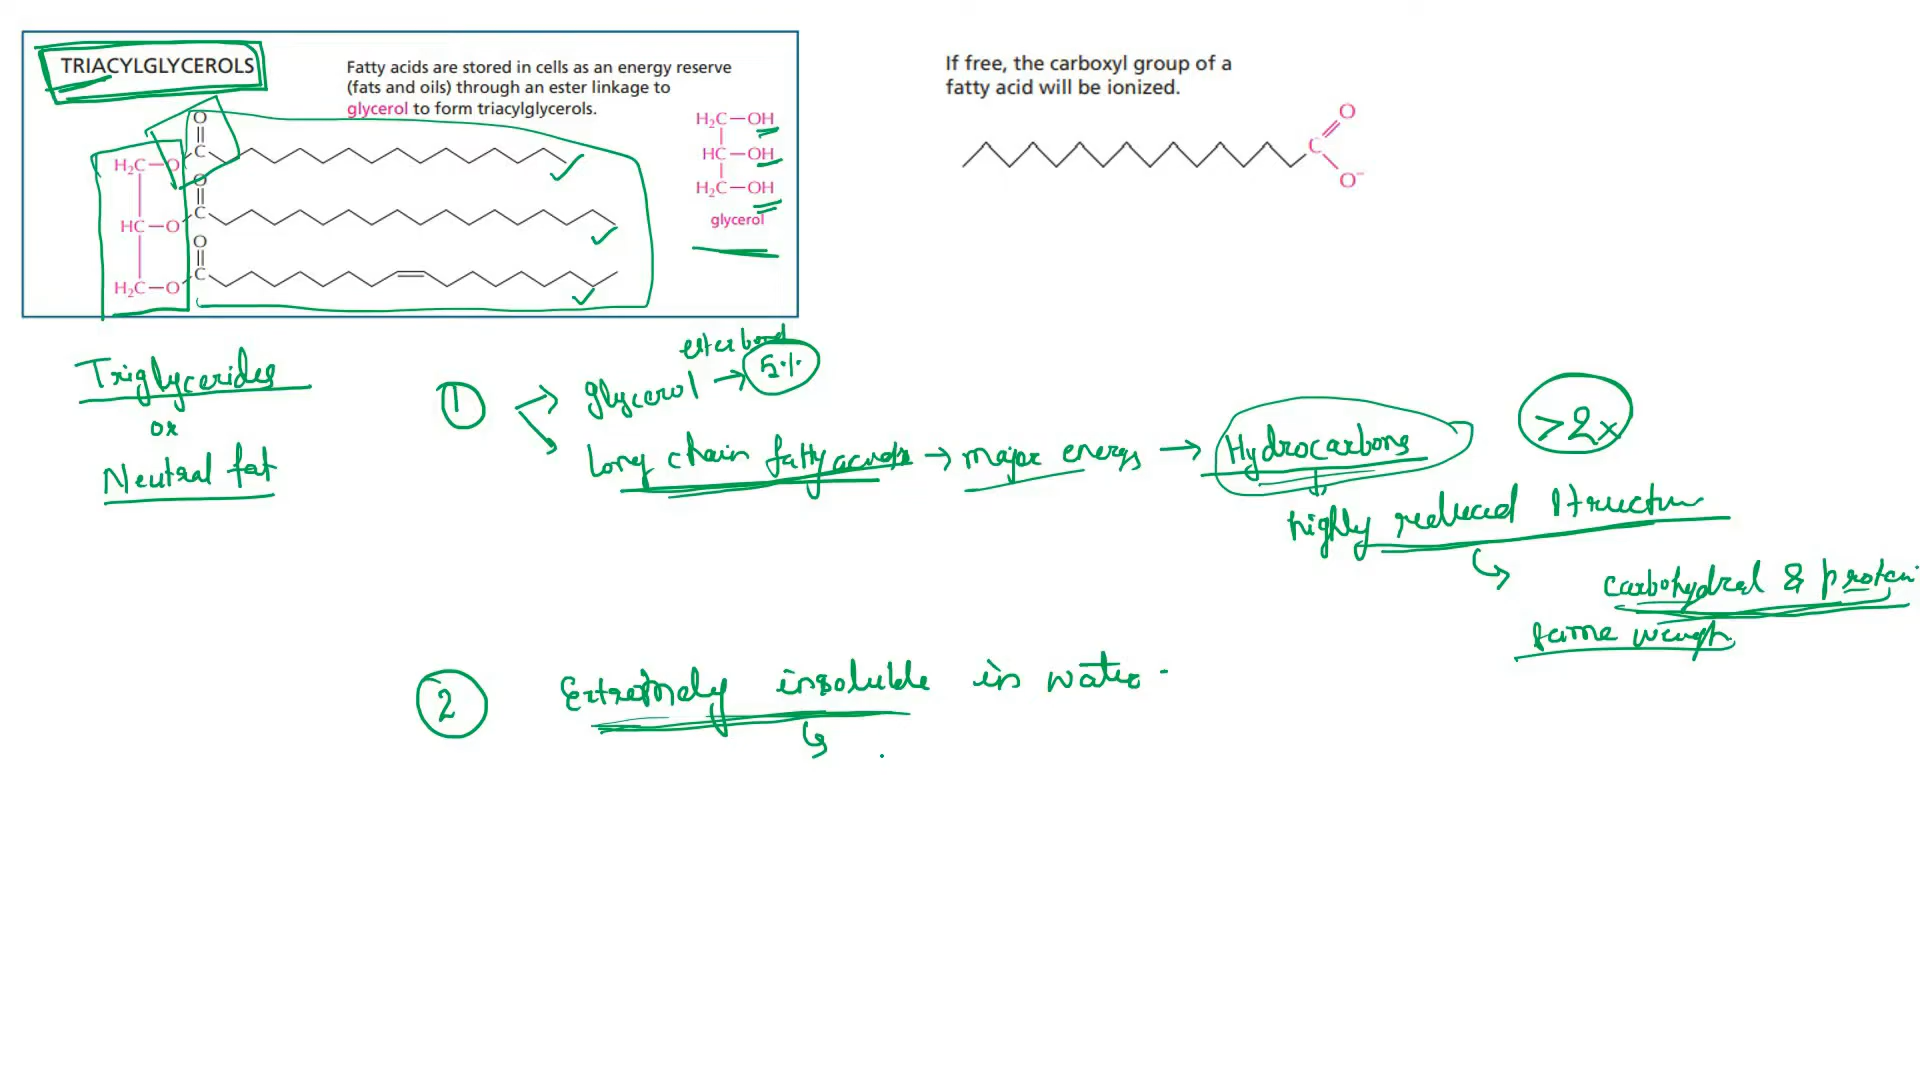 TRIACYLGLYCEROLS
Fatty acids are stored in cells as an energy reserve
(fats and oils) through an ester linkage to
glycerol to form triacylglycerols.
O
C
H₂C—O
O
C
HC—O
O
C
H₂C—O
H₂C—OH
HC—OH
H₂C—OH
glycerol
If free, the carboxyl group of a
fatty acid will be ionized.
O
C
O⁻
Triglycerides
or
Neutral fat
1
ester bond
glycerol → 5%
Long chain fatty acids → major energy → Hydrocarbons
>2x
highly reduced structure
carbohydrate & protein
same weight
2 Extremely insoluble in water